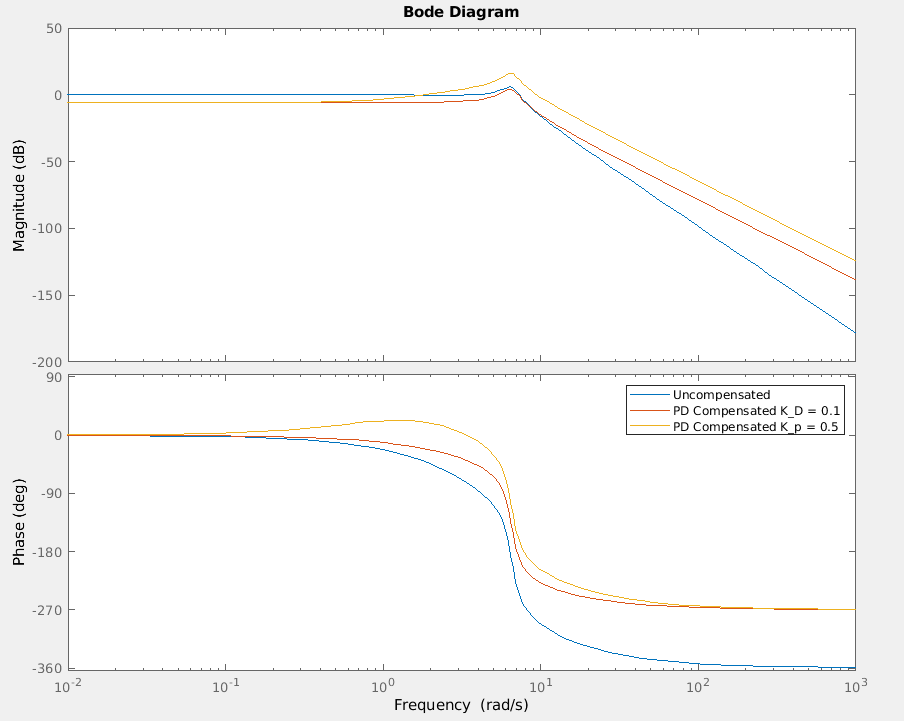 Bode Diagram
50
0
-50
-100
-150
-200
Magnitude (dB)
90
0
-90
-180
-270
-360
Phase (deg)
Uncompensated
PD Compensated K_D = 0.1
PD Compensated K_p = 0.5
10^-2 10^-1 10^0 10^1 10^2 10^3
Frequency (rad/s)